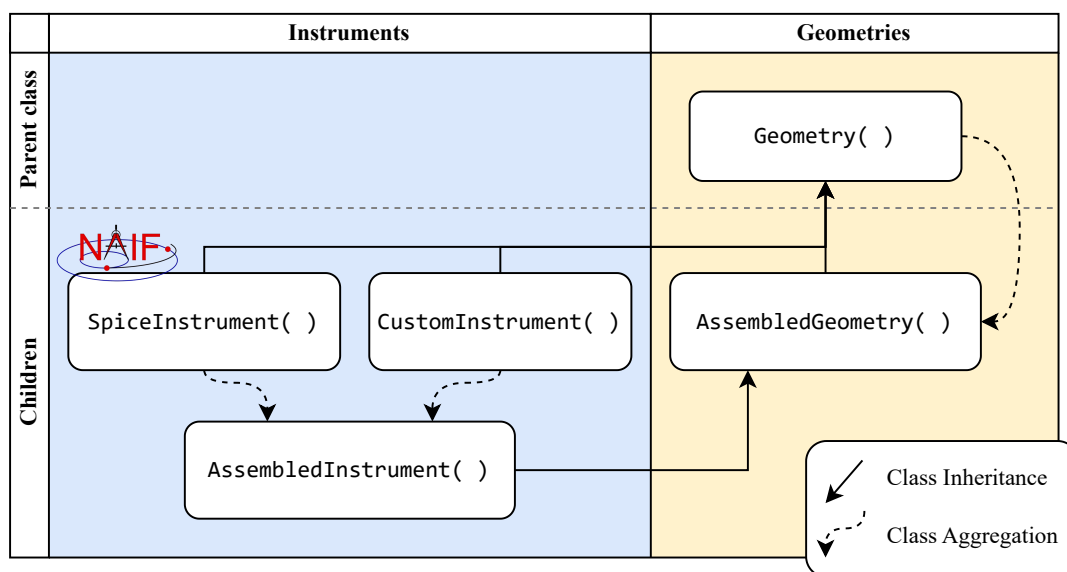 Instruments
Geometries
Parent class
Geometry( )
NAIF
SpiceInstrument( )
CustomInstrument( )
AssembledGeometry( )
Children
AssembledInstrument( )
Class Inheritance
Class Aggregation